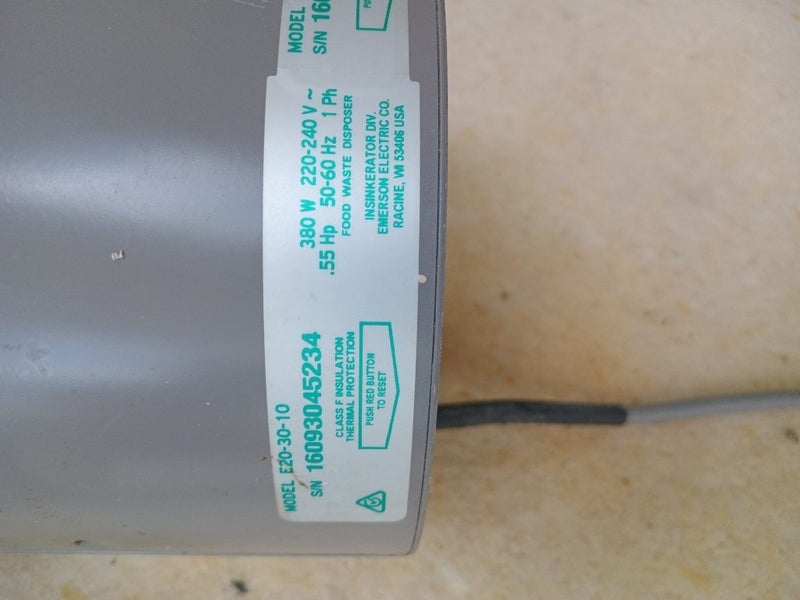 MODEL
S/N 160
MODEL E20-30-10
S/N 16093045234
CLASS F INSULATION
THERMAL PROTECTION
PUSH RED BUTTON
TO RESET
380 W 220-240 V ~
.55 Hp 50-60 Hz 1 Ph
FOOD WASTE DISPOSER
INSINKERATOR DIV.
EMERSON ELECTRIC CO.
RACINE, WI 53406 USA